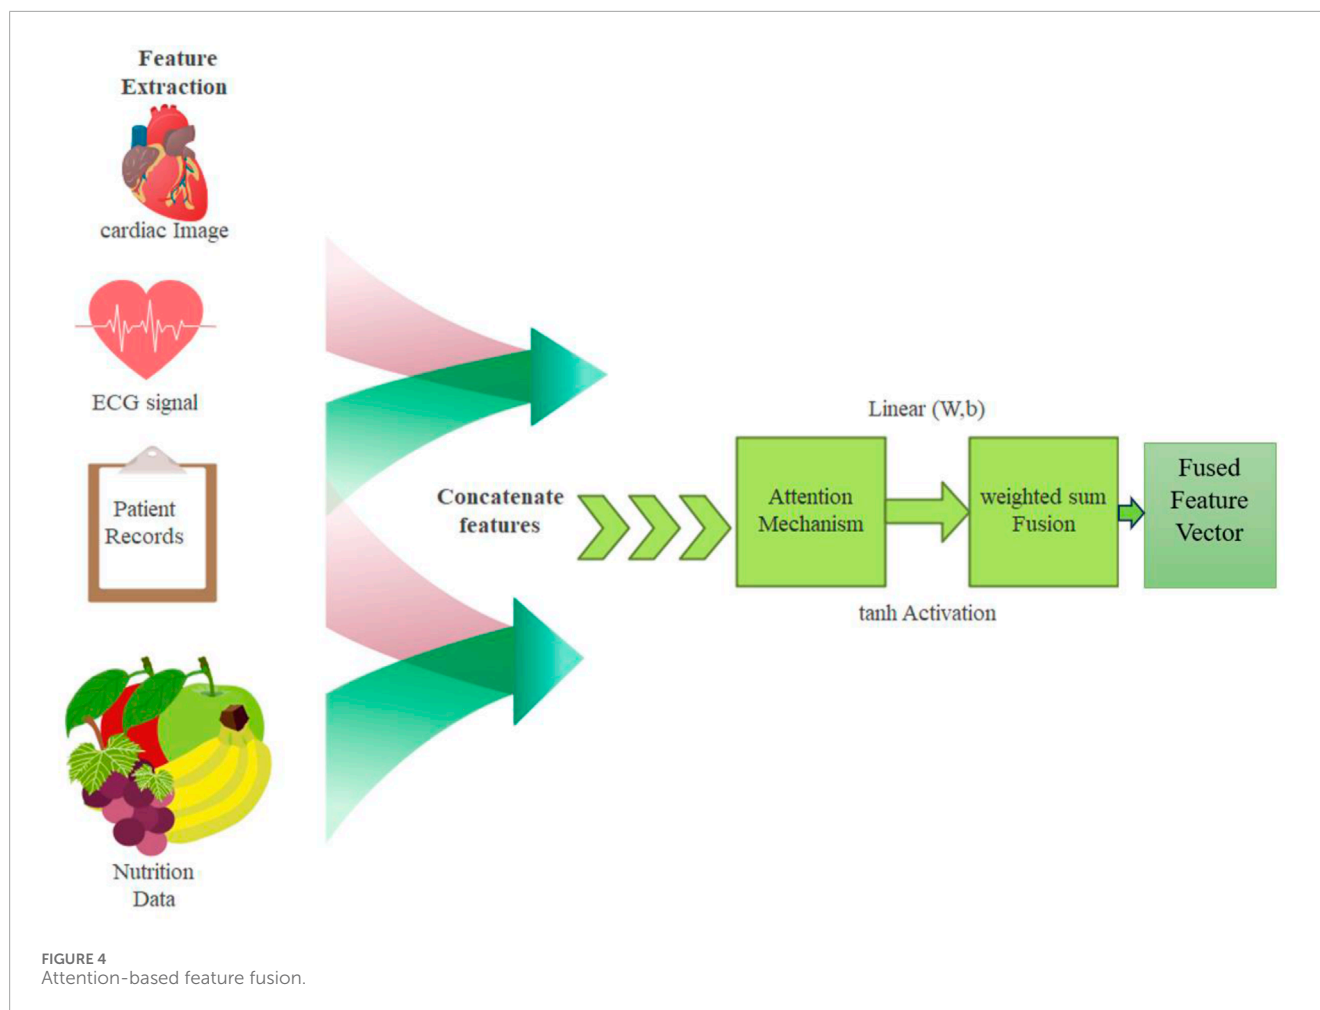 Feature
Extraction
cardiac Image
ECG signal
Patient
Records
Nutrition
Data
Concatenate
features
Attention
Mechanism
Linear (W,b)
tanh Activation
weighted sum
Fusion
Fused
Feature
Vector
FIGURE 4
Attention-based feature fusion.